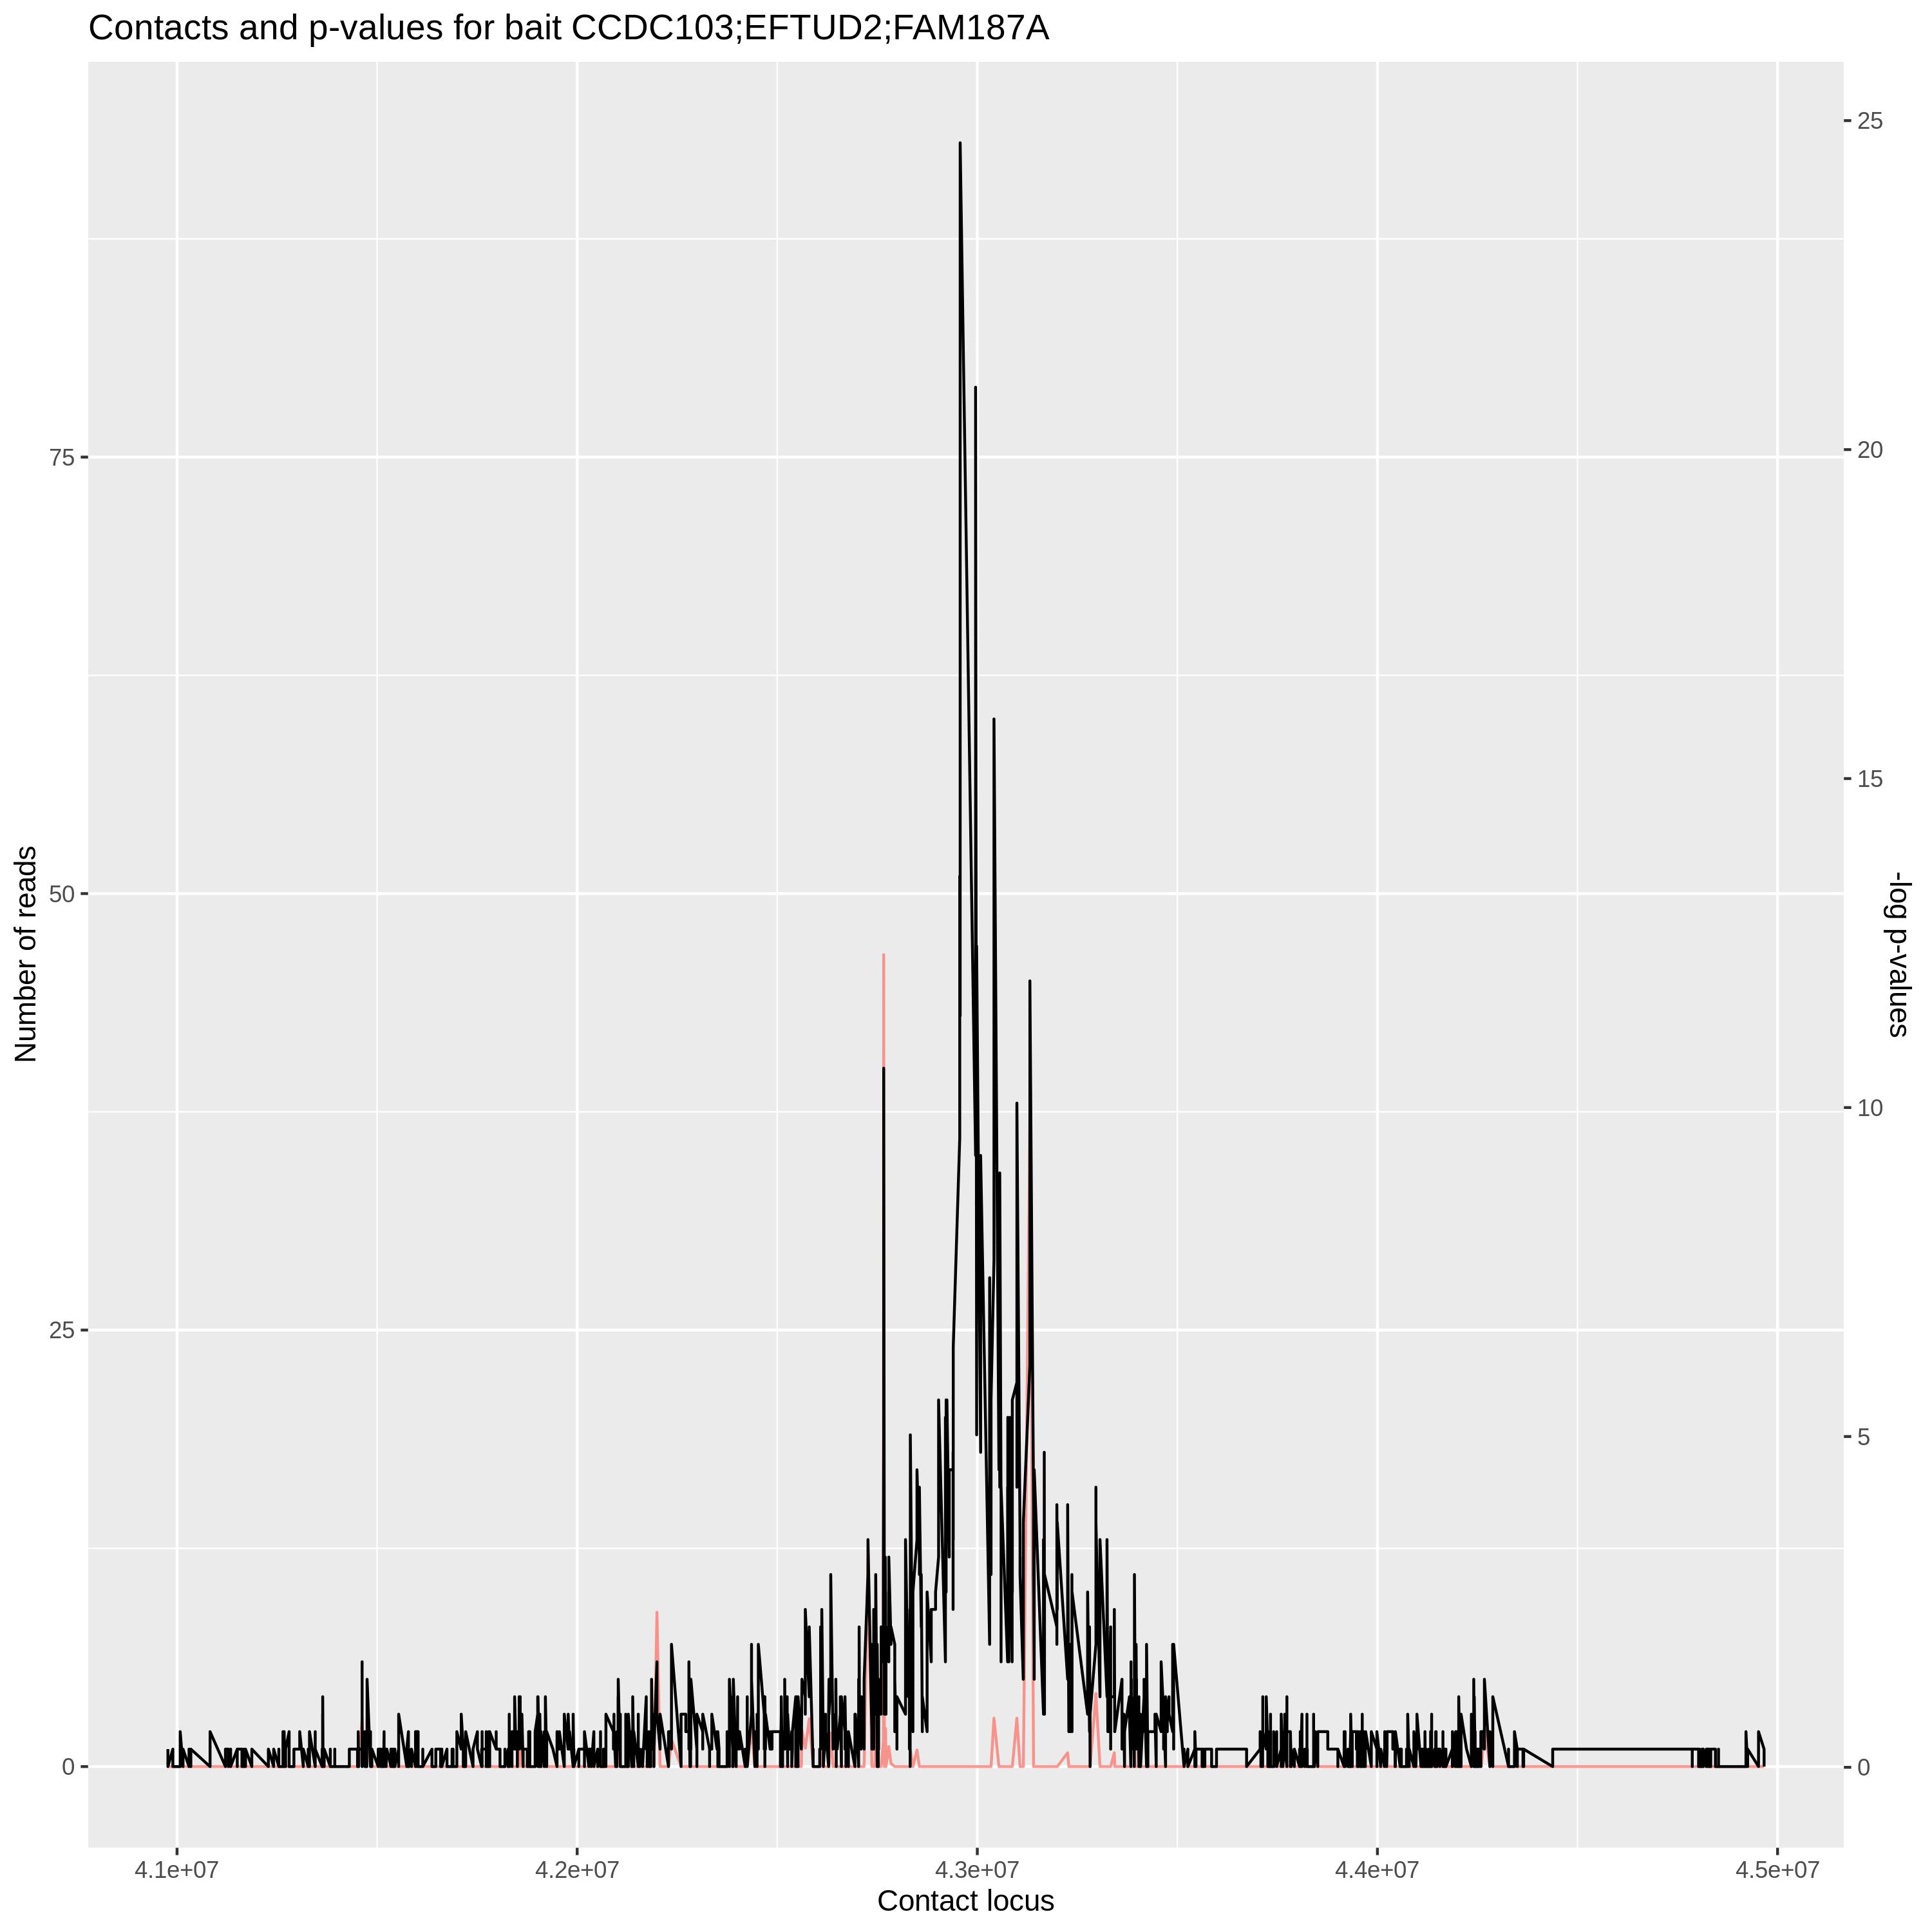 Contacts and p-values for bait CCDC103;EFTUD2;FAM187A
Number of reads
75
50
25
0
25
20
15
10
5
0
-log p-values
4.1e+07
4.2e+07
4.3e+07
4.4e+07
4.5e+07
Contact locus